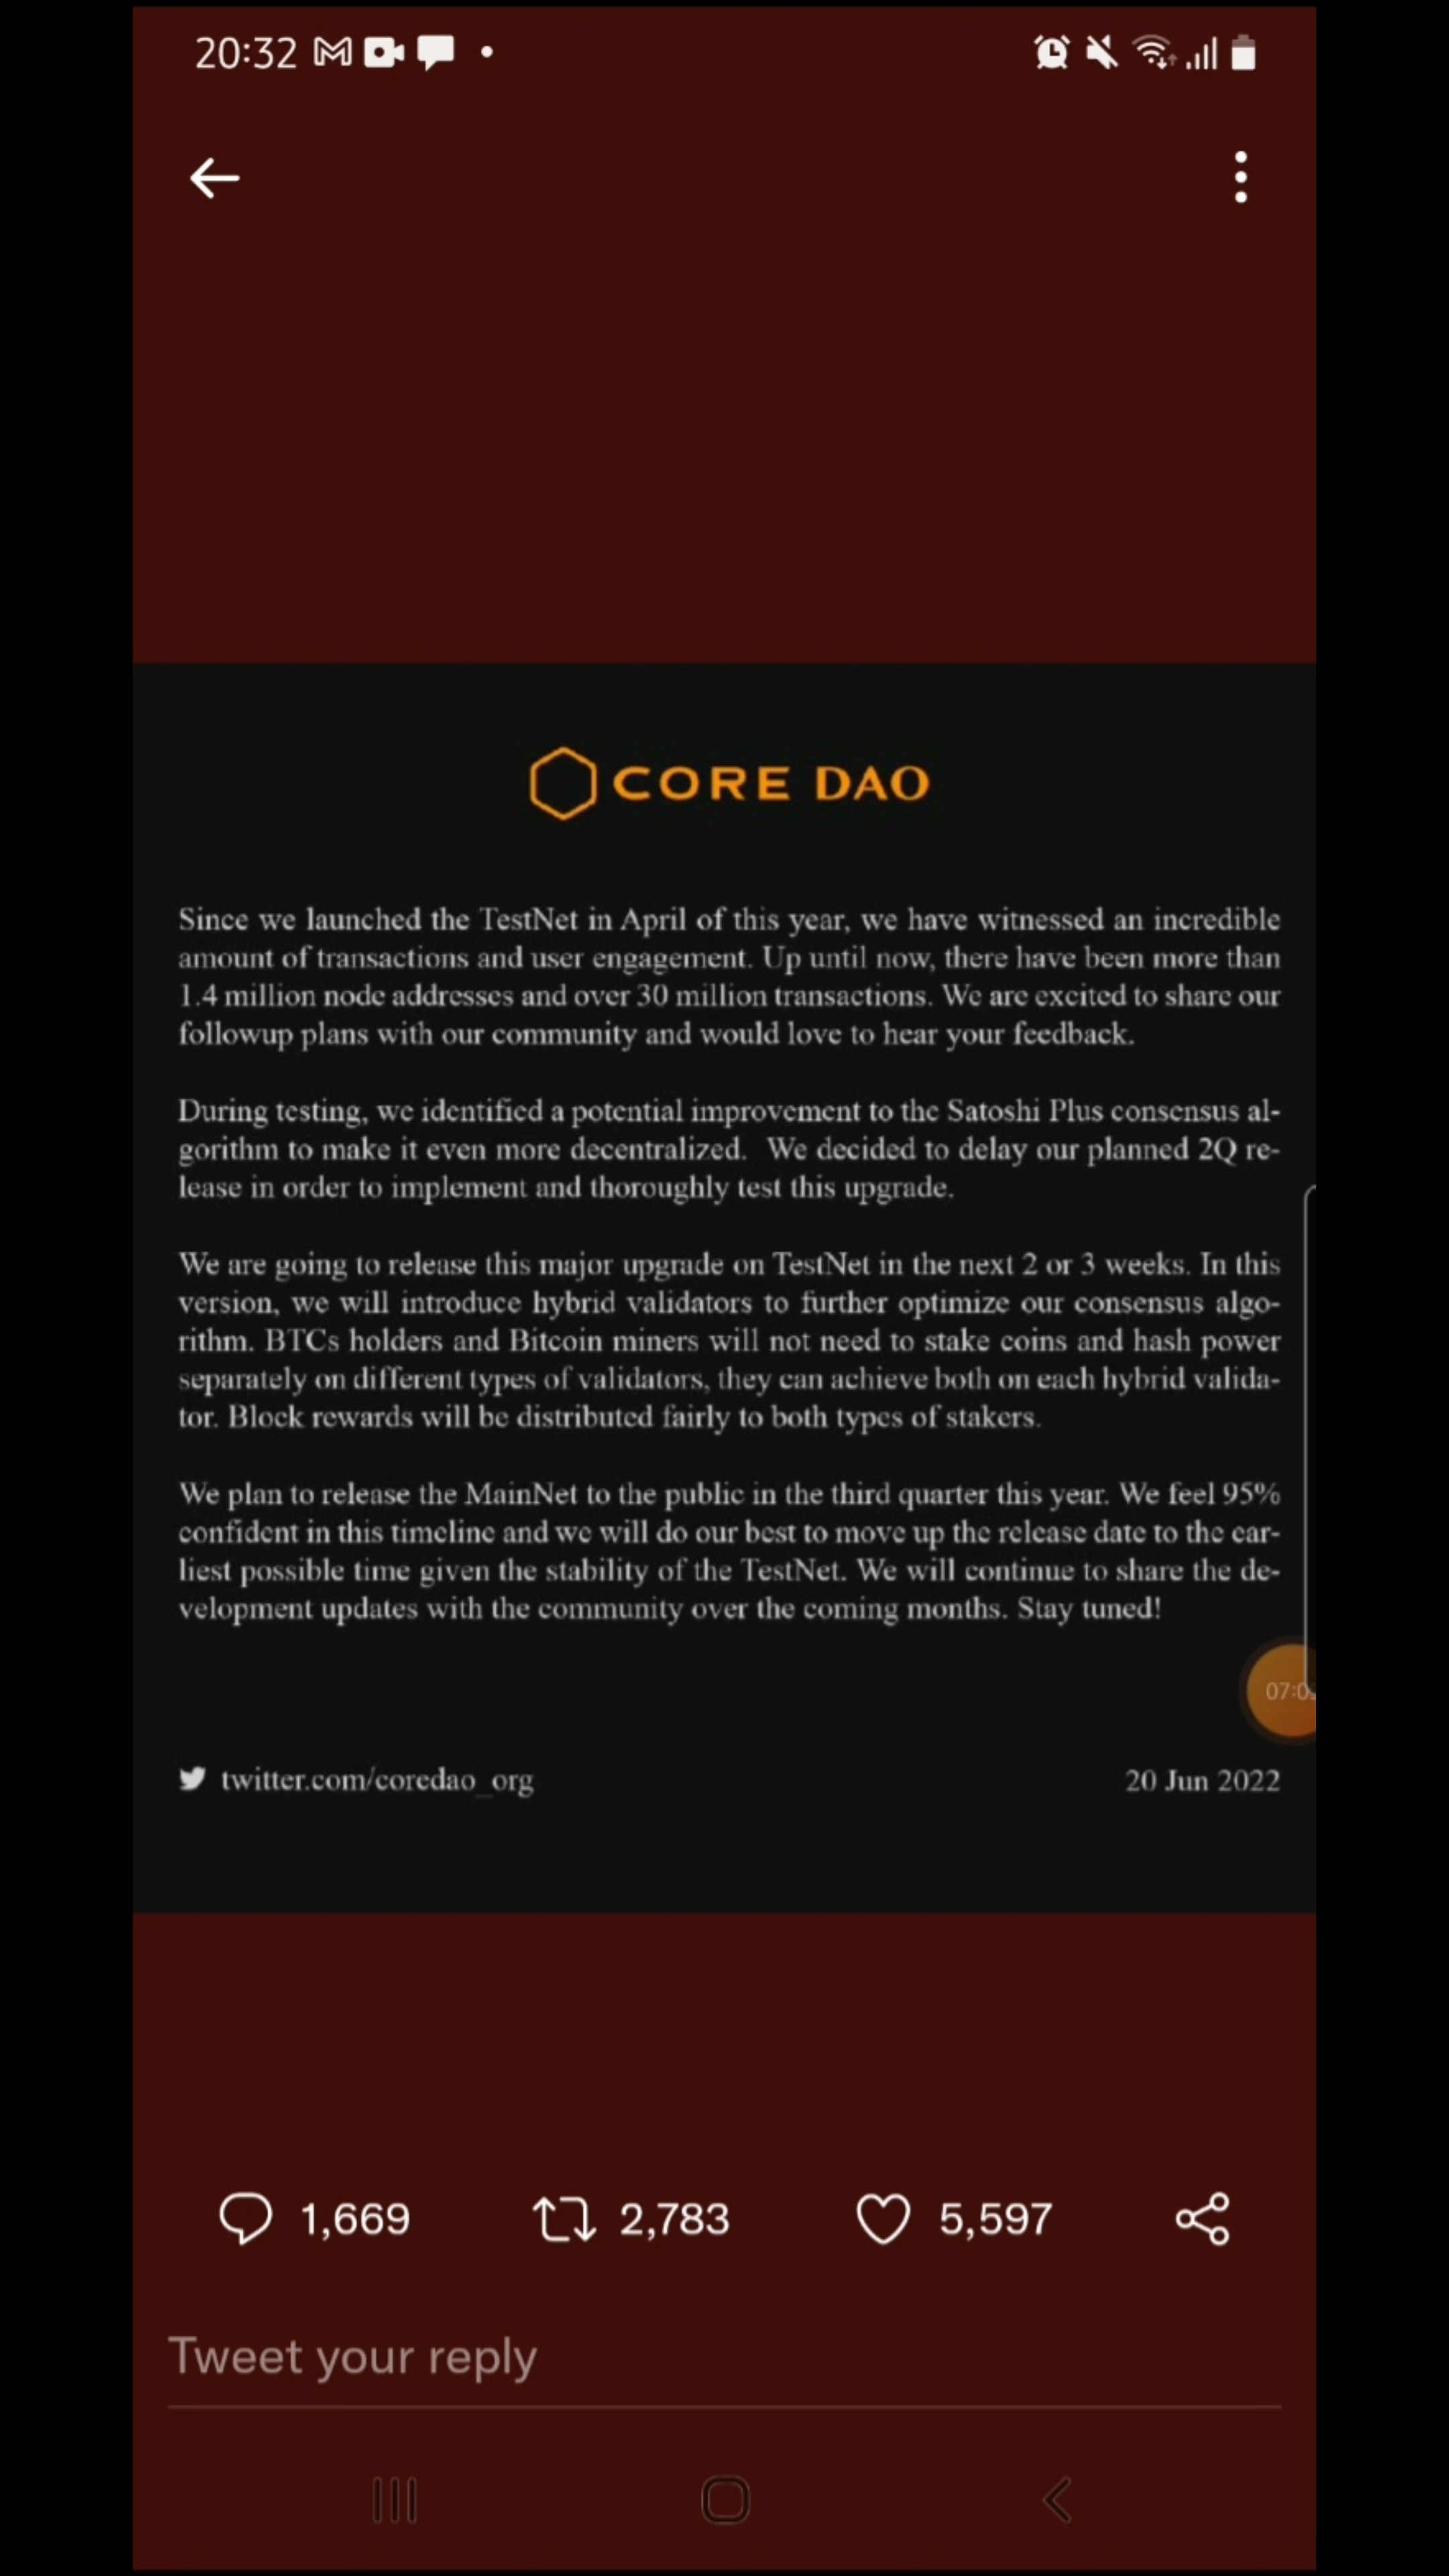 20:32
CORE DAO
Since we launched the TestNet in April of this year, we have witnessed an incredible
amount of transactions and user engagement. Up until now, there have been more than
1.4 million node addresses and over 30 million transactions. We are excited to share our
followup plans with our community and would love to hear your feedback.
During testing, we identified a potential improvement to the Satoshi Plus consensus al-
gorithm to make it even more decentralized. We decided to delay our planned 2Q re-
lease in order to implement and thoroughly test this upgrade.
We are going to release this major upgrade on TestNet in the next 2 or 3 weeks. In this
version, we will introduce hybrid validators to further optimize our consensus algo-
rithm. BTCs holders and Bitcoin miners will not need to stake coins and hash power
separately on different types of validators, they can achieve both on each hybrid valida-
tor. Block rewards will be distributed fairly to both types of stakers.
We plan to release the MainNet to the public in the third quarter this year. We feel 95%
confident in this timeline and we will do our best to move up the release date to the ear-
liest possible time given the stability of the TestNet. We will continue to share the de-
velopment updates with the community over the coming months. Stay tuned!
twitter.com/coredao_org 20 Jun 2022
1,669 2,783 5,597
Tweet your reply